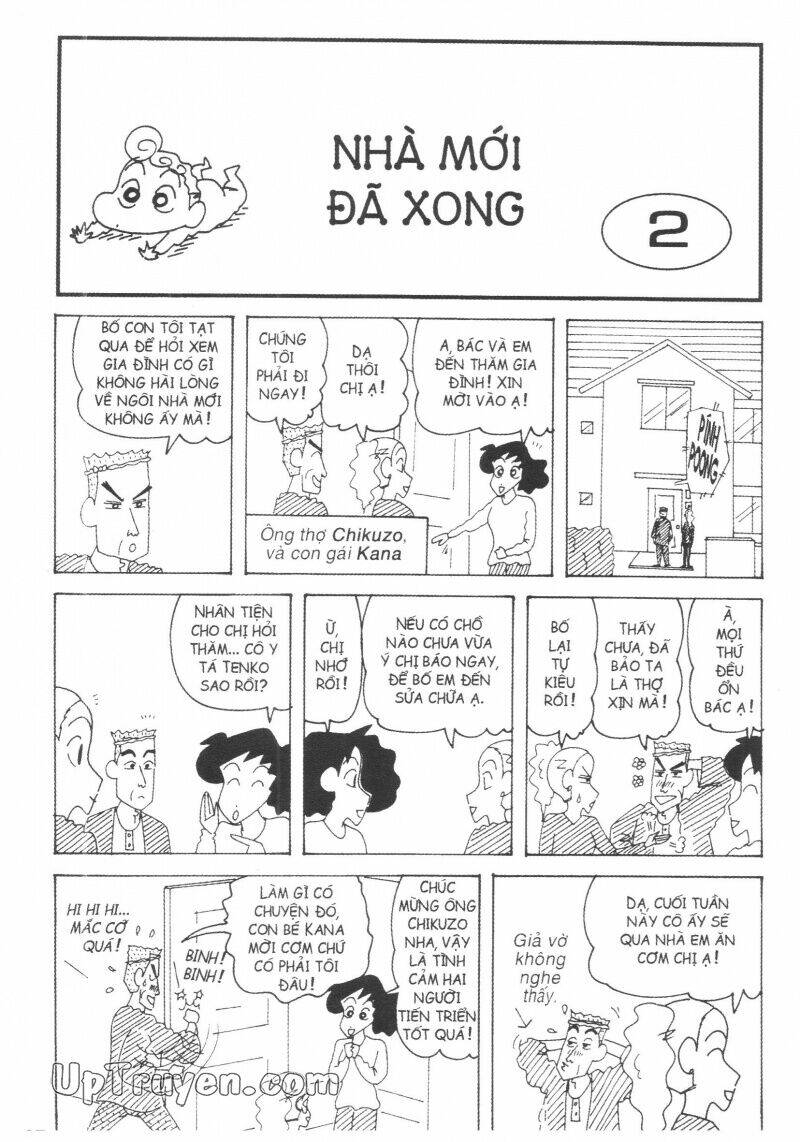 NHÀ MỚI
ĐÃ XONG
2
PÍNH
POONG
A, BÁC VÀ EM
ĐẾN THĂM GIA
ĐÌNH! XIN
MỜI VÀO Ạ!
DẠ
THÔI
CHỊ Ạ!
CHÚNG
TÔI
PHẢI ĐI
NGAY!
Ông thợ Chikuzo,
và con gái Kana
BỐ CON TÔI TẠT
QUA ĐỂ HỎI XEM
GIA ĐÌNH CÓ GÌ
KHÔNG HÀI LÒNG
VỀ NGÔI NHÀ MỚI
KHÔNG ẤY MÀ!
À,
MỌI
THỨ
ĐỀU
ỔN
BÁC Ạ!
THẤY
CHƯA, ĐÃ
BẢO TA
LÀ THỢ
XỊN MÀ!
BỐ
LẠI
TỰ
KIÊU
RỒI!
NẾU CÓ CHỖ
NÀO CHƯA VỪA
Ý CHỊ BÁO NGAY,
ĐỂ BỐ EM ĐẾN
SỬA CHỮA Ạ.
Ừ,
CHỊ
NHỚ
RỒI!
NHÂN TIỆN
CHO CHỊ HỎI
THĂM... CÔ Y
TÁ TENKO
SAO RỒI?
DẠ, CUỐI TUẦN
NÀY CÔ ẤY SẼ
QUA NHÀ EM ĂN
CƠM CHỊ Ạ!
Giả vờ
không
nghe
thấy.
CHÚC
MỪNG ÔNG
CHIKUZO
NHA, VẬY
LÀ TÌNH
CẢM HAI
NGƯỜI
TIẾN TRIỂN
TỐT QUÁ!
LÀM GÌ CÓ
CHUYỆN ĐÓ,
CON BÉ KANA
MỜI CƠM CHỨ
CÓ PHẢI TÔI
ĐÂU!
BINH!
BINH!
HI HI HI...
MẮC CỠ
QUÁ!
UpTruyen.com